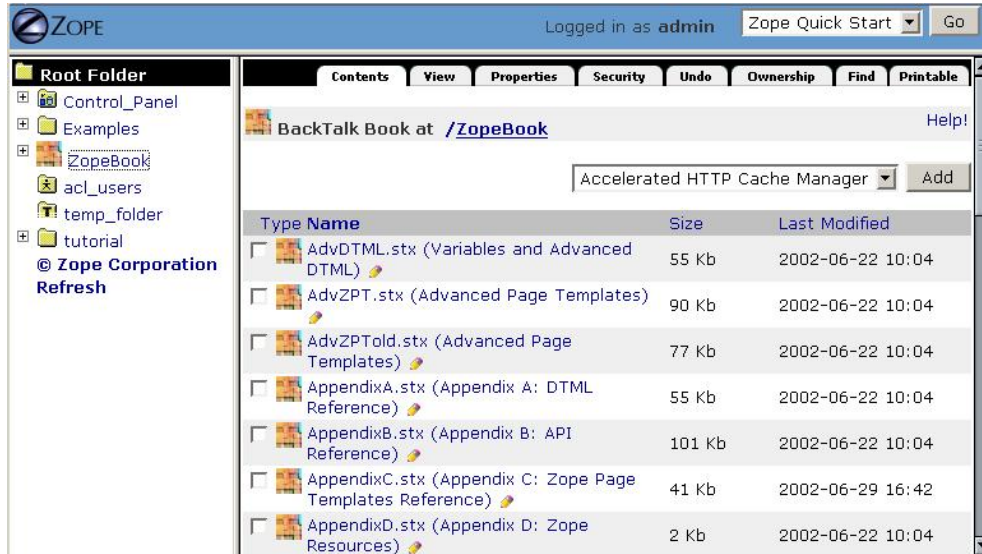 ZOPE
Logged in as admin
Zope Quick Start
Go
Root Folder
Control_Panel
Examples
ZopeBook
acl_users
temp_folder
tutorial
© Zope Corporation
Refresh
Contents View Properties Security Undo Ownership Find Printable
BackTalk Book at /ZopeBook
Help!
Accelerated HTTP Cache Manager
Add
Type Name Size Last Modified
AdvDTML.stx (Variables and Advanced
DTML)
55 Kb 2002-06-22 10:04
AdvZPT.stx (Advanced Page Templates)
90 Kb 2002-06-22 10:04
AdvZPTold.stx (Advanced Page
Templates)
77 Kb 2002-06-22 10:04
AppendixA.stx (Appendix A: DTML
Reference)
55 Kb 2002-06-22 10:04
AppendixB.stx (Appendix B: API
Reference)
101 Kb 2002-06-22 10:04
AppendixC.stx (Appendix C: Zope Page
Templates Reference)
41 Kb 2002-06-29 16:42
AppendixD.stx (Appendix D: Zope
Resources)
2 Kb 2002-06-22 10:04